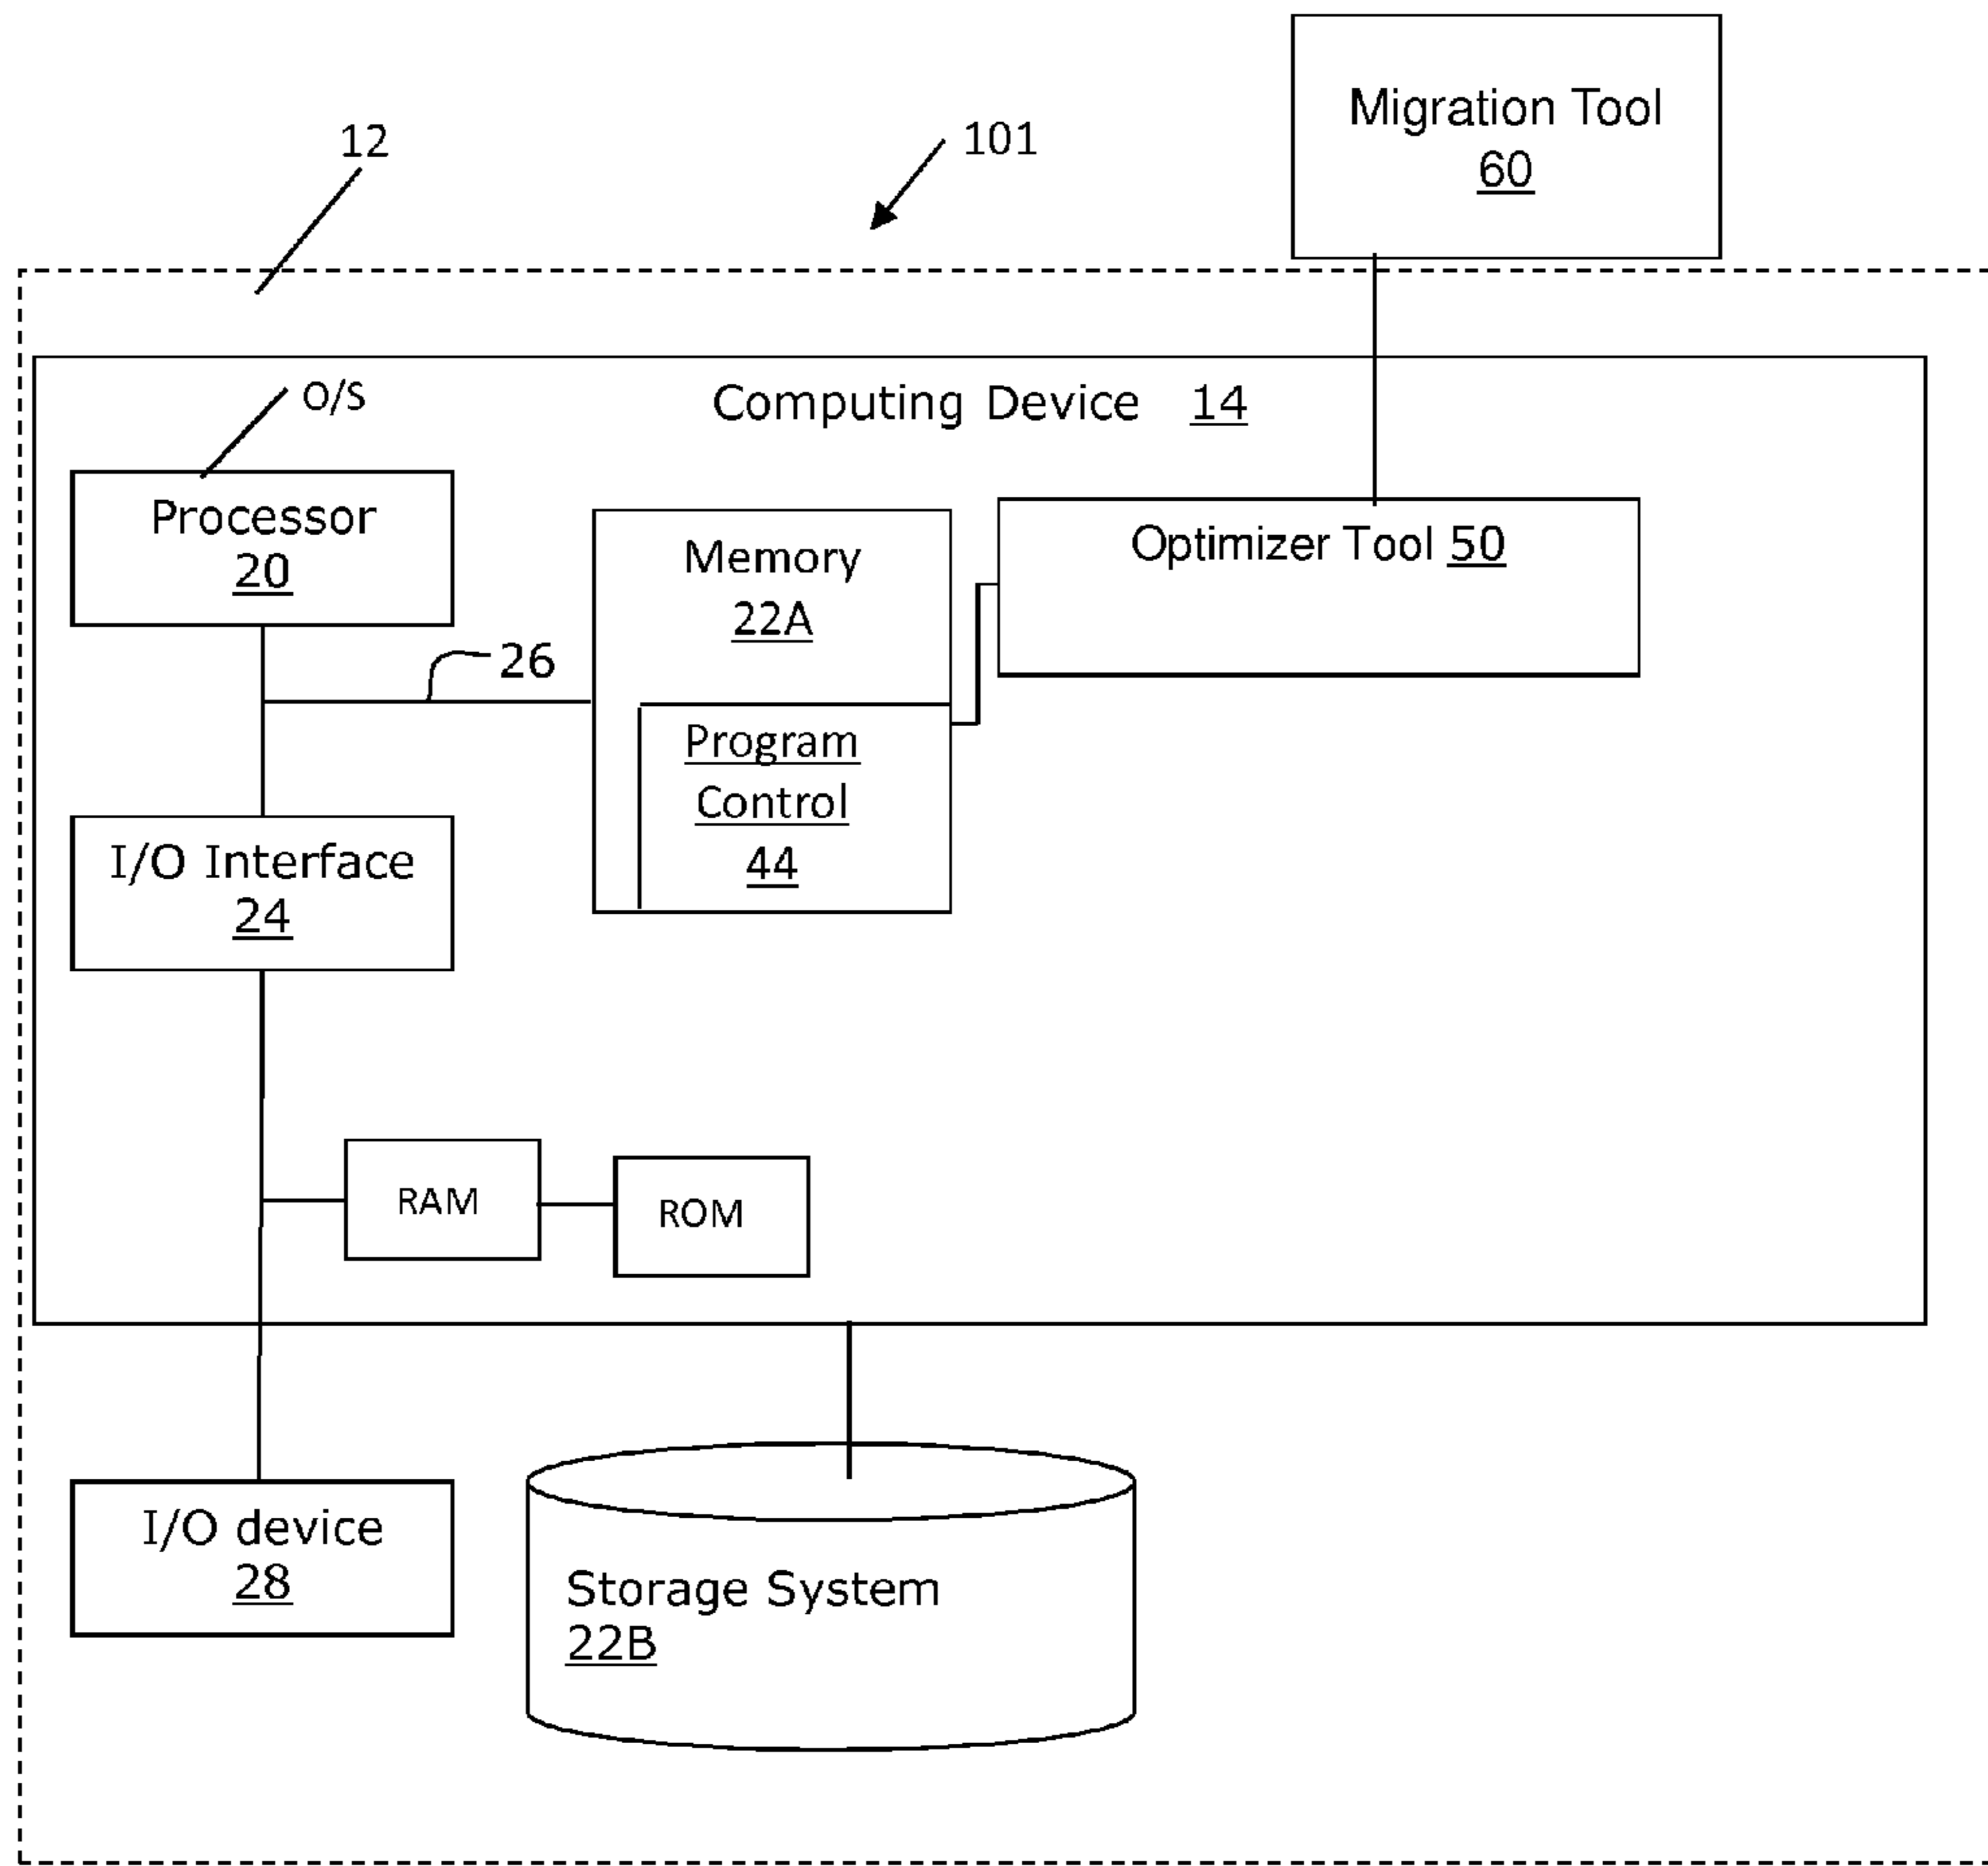 Migration Tool
60
12
101
O/S
Computing Device 14
Processor
20
Memory
22A
Optimizer Tool 50
26
Program
Control
44
I/O Interface
24
RAM
ROM
I/O device
28
Storage System
22B